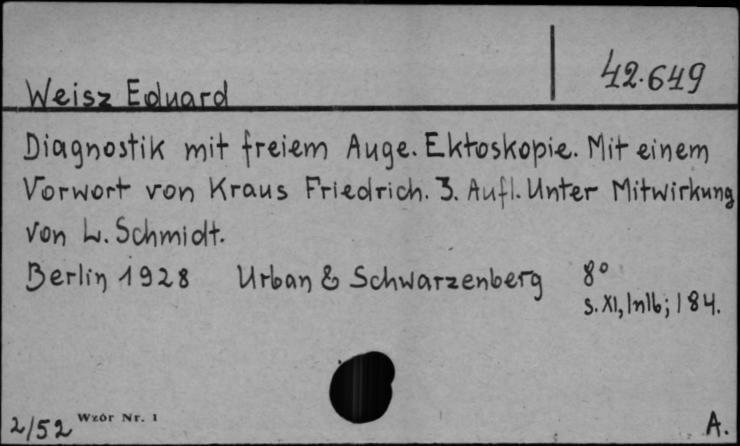 42.649
Weisz Eduard
Diagnostik mit freiem Auge. Ektoskopie. Mit einem
Vorwort von Kraus Friedrich. 3. Aufl. Unter Mitwirkung
von L. Schmidt.
Berlin 1928 Urban & Schwarzenberg 8°
s. XI, 184.
2/52 Wzór Nr. 1 A.